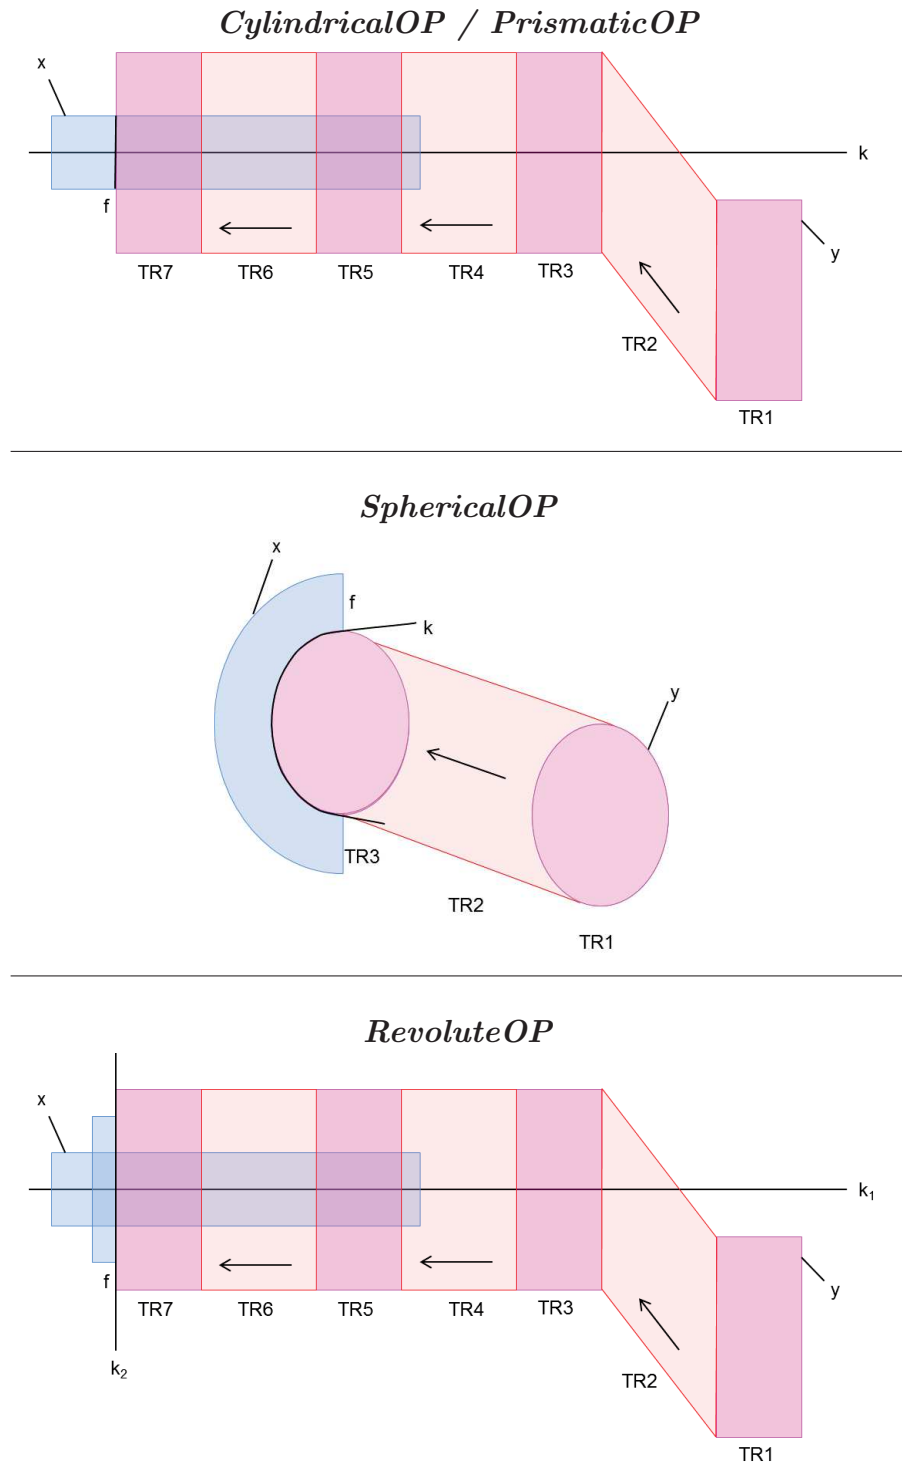 CylindricalOP / PrismaticOP
x
k
f
y
TR7 TR6 TR5 TR4 TR3
TR2
TR1
SphericalOP
x
f
k
y
TR3
TR2
TR1
RevoluteOP
x
k₁
f
y
TR7 TR6 TR5 TR4 TR3
k₂
TR2
TR1